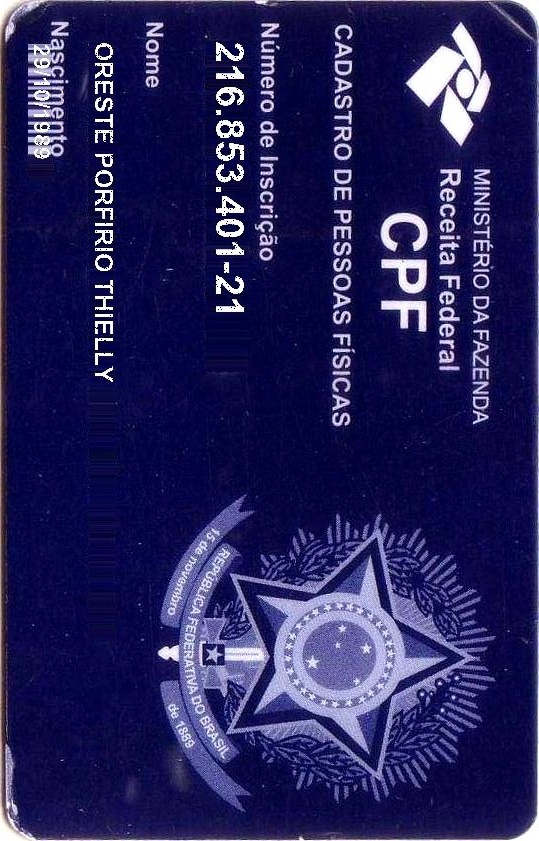 MINISTÉRIO DA FAZENDA
Receita Federal
CPF
CADASTRO DE PESSOAS FÍSICAS
Número de Inscrição
216.853.401-21
Nome
ORESTE PORFIRIO THIELLY
Nascimento
29/10/1989
REPÚBLICA FEDERATIVA DO BRASIL
15 de novembro
de 1889